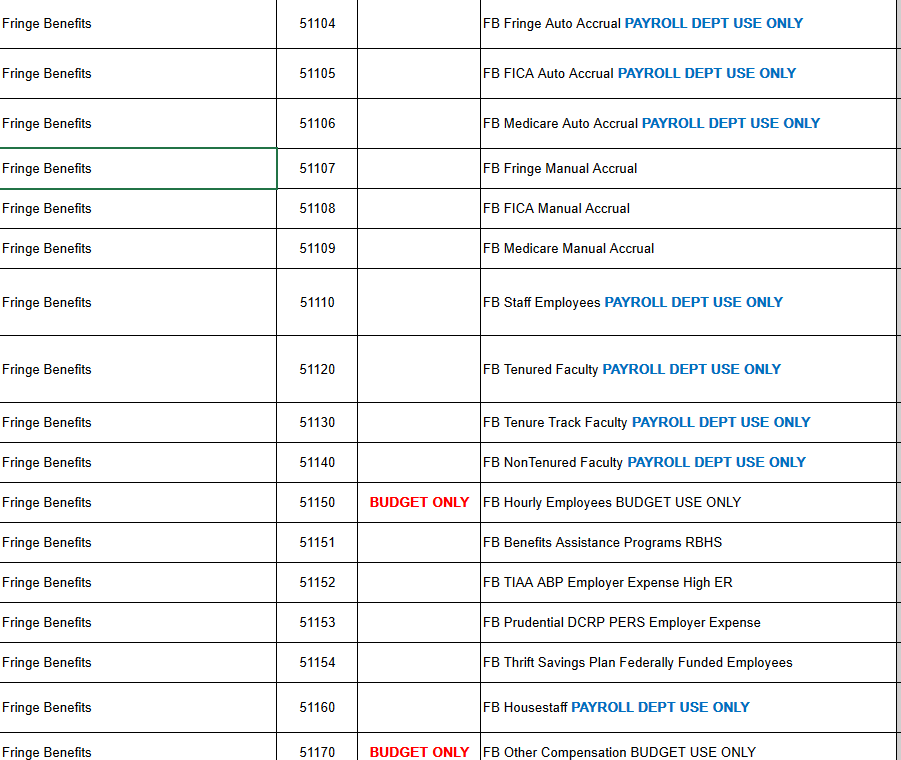 Fringe Benefits 51104 FB Fringe Auto Accrual PAYROLL DEPT USE ONLY
Fringe Benefits 51105 FB FICA Auto Accrual PAYROLL DEPT USE ONLY
Fringe Benefits 51106 FB Medicare Auto Accrual PAYROLL DEPT USE ONLY
Fringe Benefits 51107 FB Fringe Manual Accrual
Fringe Benefits 51108 FB FICA Manual Accrual
Fringe Benefits 51109 FB Medicare Manual Accrual
Fringe Benefits 51110 FB Staff Employees PAYROLL DEPT USE ONLY
Fringe Benefits 51120 FB Tenured Faculty PAYROLL DEPT USE ONLY
Fringe Benefits 51130 FB Tenure Track Faculty PAYROLL DEPT USE ONLY
Fringe Benefits 51140 FB NonTenured Faculty PAYROLL DEPT USE ONLY
Fringe Benefits 51150 BUDGET ONLY FB Hourly Employees BUDGET USE ONLY
Fringe Benefits 51151 FB Benefits Assistance Programs RBHS
Fringe Benefits 51152 FB TIAA ABP Employer Expense High ER
Fringe Benefits 51153 FB Prudential DCRP PERS Employer Expense
Fringe Benefits 51154 FB Thrift Savings Plan Federally Funded Employees
Fringe Benefits 51160 FB Housestaff PAYROLL DEPT USE ONLY
Fringe Benefits 51170 BUDGET ONLY FB Other Compensation BUDGET USE ONLY